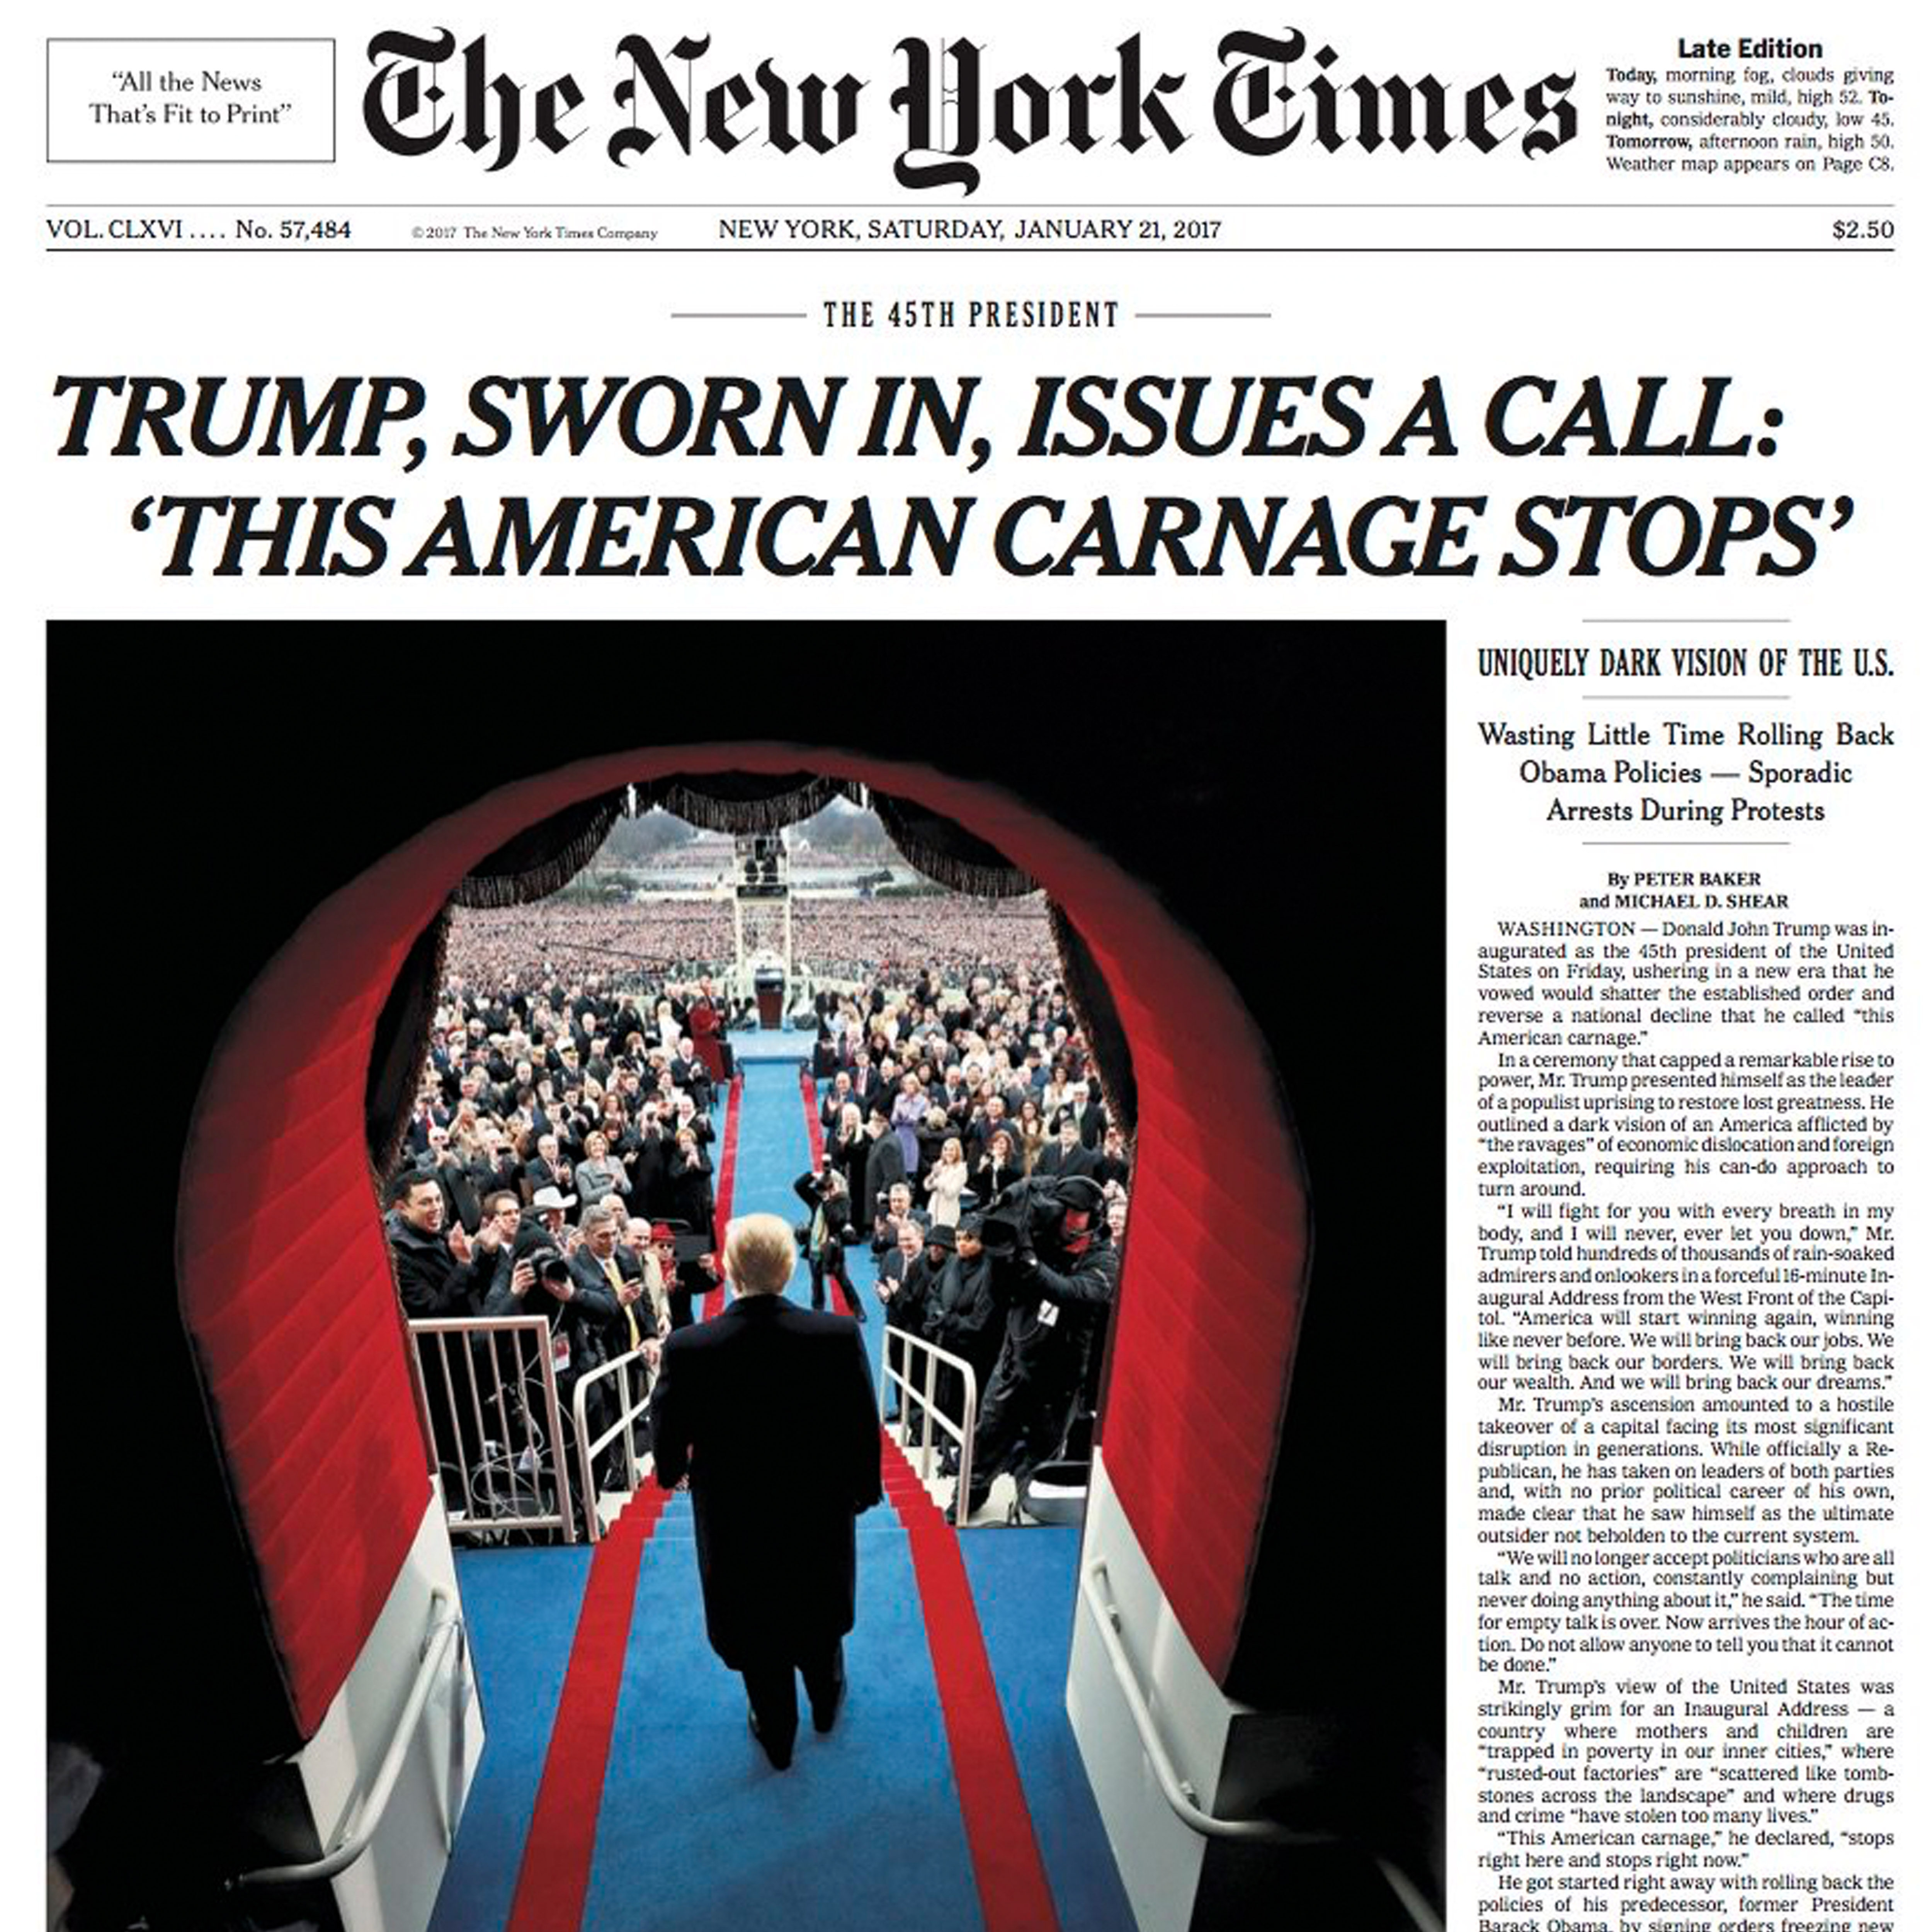 “All the News
That’s Fit to Print”
The New York Times
Late Edition
Today, morning fog, clouds giving
way to sunshine, mild, high 52. To-
night, considerably cloudy, low 45.
Tomorrow, afternoon rain, high 50.
Weather map appears on Page C8.
VOL. CLXVI .... No. 57,484
© 2017 The New York Times Company
NEW YORK, SATURDAY, JANUARY 21, 2017
$2.50
THE 45TH PRESIDENT
TRUMP, SWORN IN, ISSUES A CALL:
‘THIS AMERICAN CARNAGE STOPS’
UNIQUELY DARK VISION OF THE U.S.
Wasting Little Time Rolling Back
Obama Policies — Sporadic
Arrests During Protests
By PETER BAKER
and MICHAEL D. SHEAR
WASHINGTON — Donald John Trump was in-
augurated as the 45th president of the United
States on Friday, ushering in a new era that he
vowed would shatter the established order and
reverse a national decline that he called “this
American carnage.”
In a ceremony that capped a remarkable rise to
power, Mr. Trump presented himself as the leader
of a populist uprising to restore lost greatness. He
outlined a dark vision of an America afflicted by
“the ravages” of economic dislocation and foreign
exploitation, requiring his can-do approach to
turn around.
“I will fight for you with every breath in my
body, and I will never, ever let you down,” Mr.
Trump told hundreds of thousands of rain-soaked
admirers and onlookers in a forceful 16-minute In-
augural Address from the West Front of the Capi-
tol. “America will start winning again, winning
like never before. We will bring back our jobs. We
will bring back our borders. We will bring back
our wealth. And we will bring back our dreams.”
Mr. Trump’s ascension amounted to a hostile
takeover of a capital facing its most significant
disruption in generations. While officially a Re-
publican, he has taken on leaders of both parties
and, with no prior political career of his own,
made clear that he saw himself as the ultimate
outsider not beholden to the current system.
“We will no longer accept politicians who are all
talk and no action, constantly complaining but
never doing anything about it,” he said. “The time
for empty talk is over. Now arrives the hour of ac-
tion. Do not allow anyone to tell you that it cannot
be done.”
Mr. Trump’s view of the United States was
strikingly grim for an Inaugural Address — a
country where mothers and children are
“trapped in poverty in our inner cities,” where
“rusted-out factories” are “scattered like tomb-
stones across the landscape” and where drugs
and crime “have stolen too many lives.”
“This American carnage,” he declared, “stops
right here and stops right now.”
He got started right away with rolling back the
policies of his predecessor, former President
Barack Obama, by signing orders freezing new